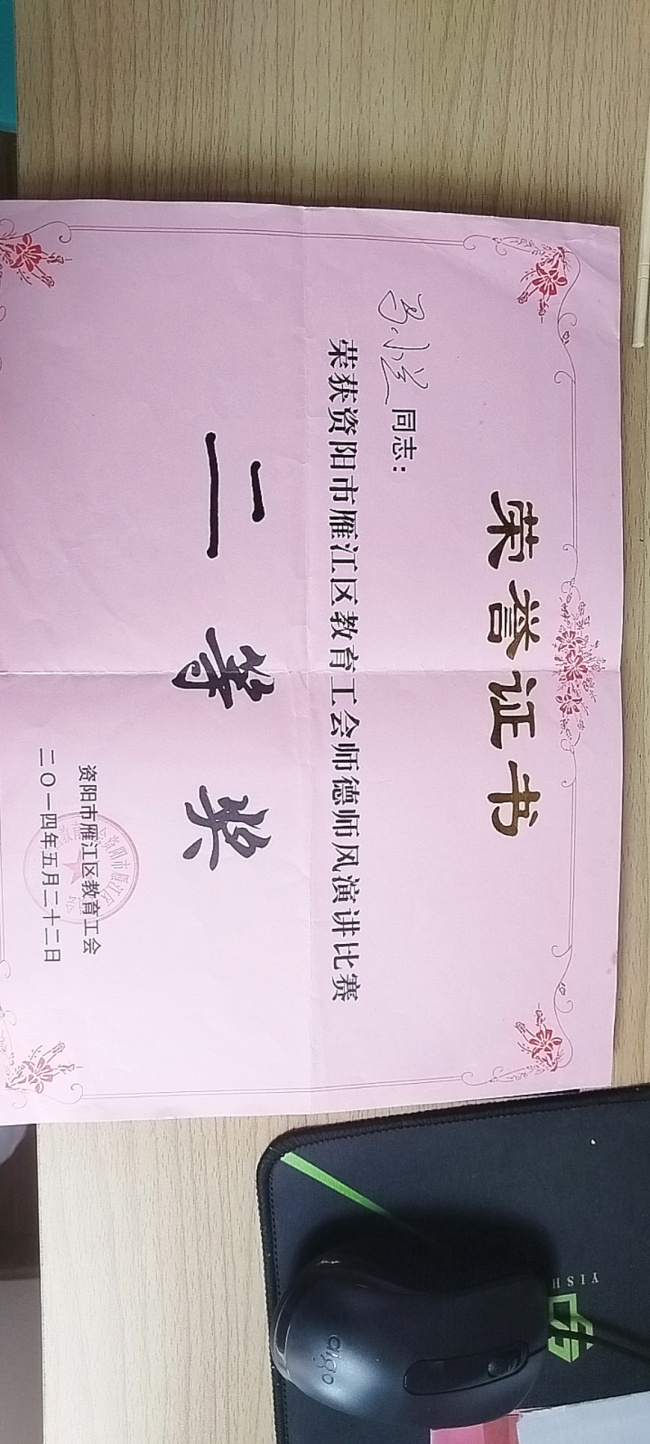 荣誉证书
同志：
荣获资阳市雁江区教育工会师德师风演讲比赛
二等奖
资阳市雁江区教育工会
二〇一四年五月二十二日
YISH
aigo